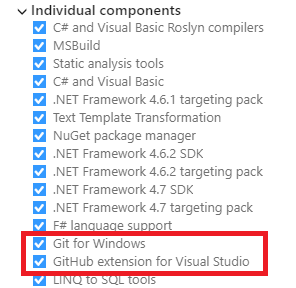 Individual components
C# and Visual Basic Roslyn compilers
MSBuild
Static analysis tools
C# and Visual Basic
.NET Framework 4.6.1 targeting pack
Text Template Transformation
NuGet package manager
.NET Framework 4.6.2 SDK
.NET Framework 4.6.2 targeting pack
.NET Framework 4.7 SDK
.NET Framework 4.7 targeting pack
F# language support
Git for Windows
GitHub extension for Visual Studio
LINQ to SQL tools